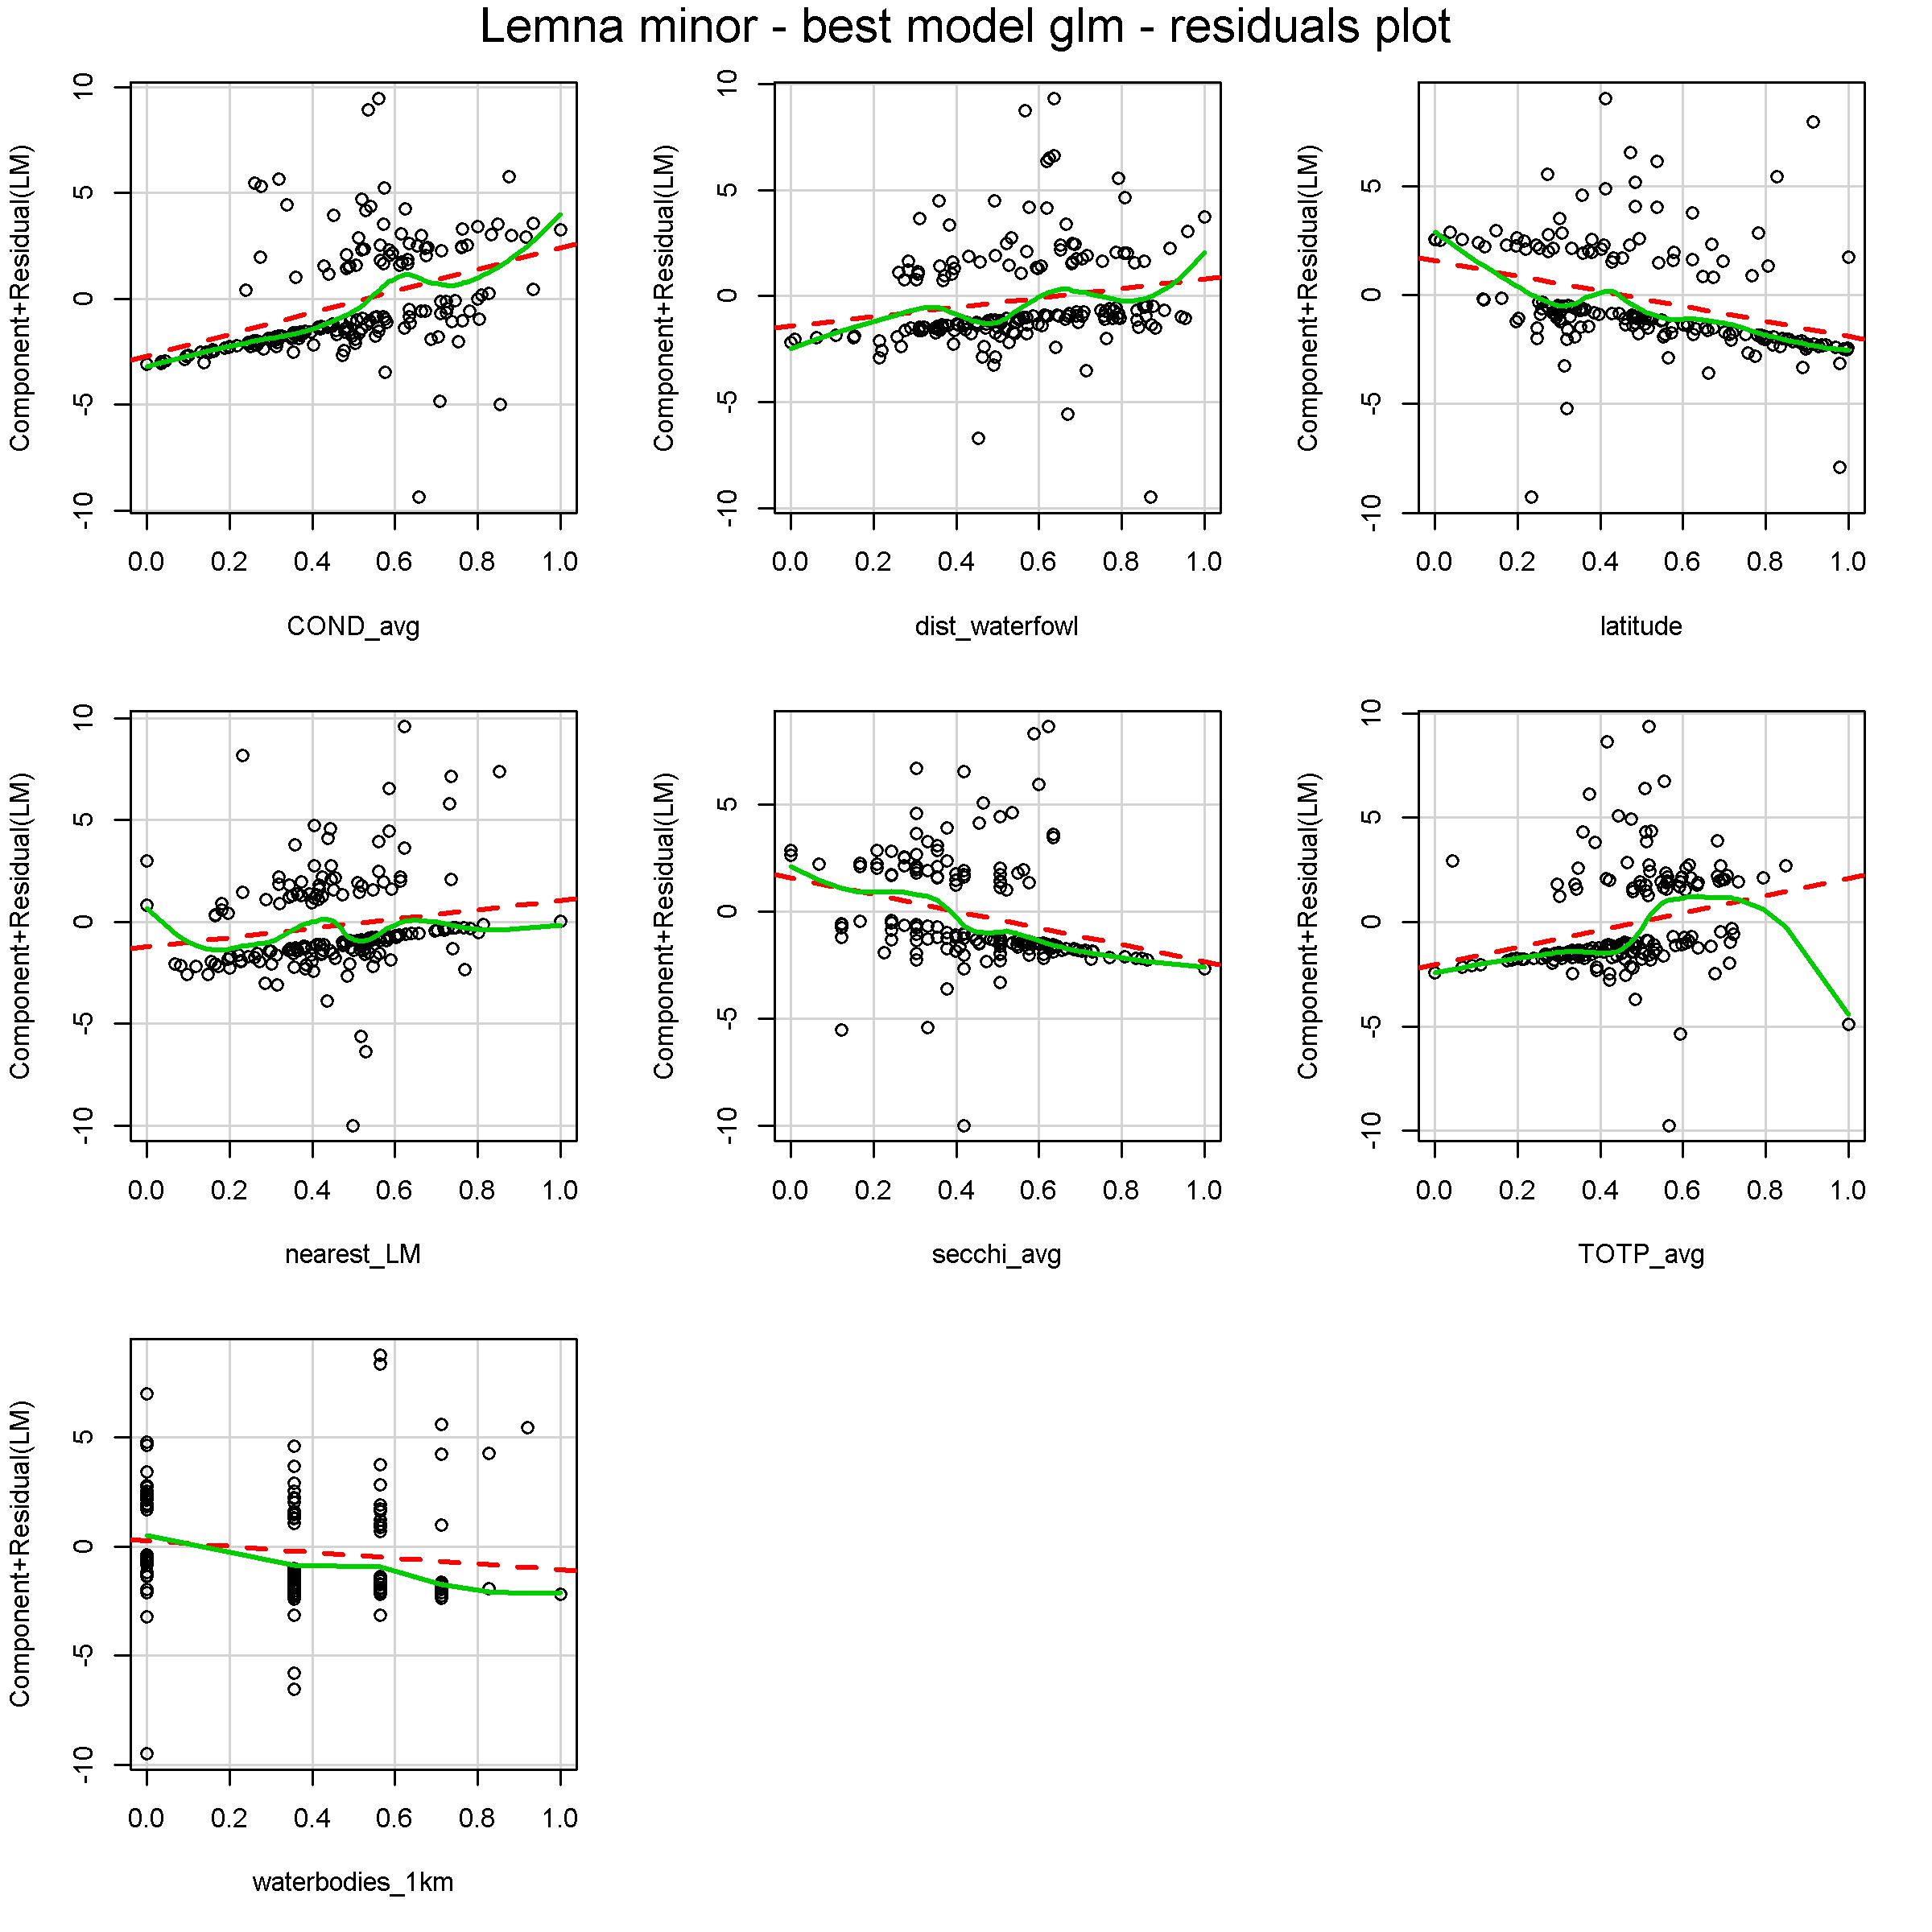 Lemna minor - best model glm - residuals plot
Component+Residual(LM)
10
5
0
-5
-10
0.0 0.2 0.4 0.6 0.8 1.0
COND_avg
Component+Residual(LM)
10
5
0
-5
-10
0.0 0.2 0.4 0.6 0.8 1.0
dist_waterfowl
Component+Residual(LM)
5
0
-5
-10
0.0 0.2 0.4 0.6 0.8 1.0
latitude
Component+Residual(LM)
10
5
0
-5
-10
0.0 0.2 0.4 0.6 0.8 1.0
nearest_LM
Component+Residual(LM)
5
0
-5
-10
0.0 0.2 0.4 0.6 0.8 1.0
secchi_avg
Component+Residual(LM)
10
5
0
-5
-10
0.0 0.2 0.4 0.6 0.8 1.0
TOTP_avg
Component+Residual(LM)
5
0
-5
-10
0.0 0.2 0.4 0.6 0.8 1.0
waterbodies_1km